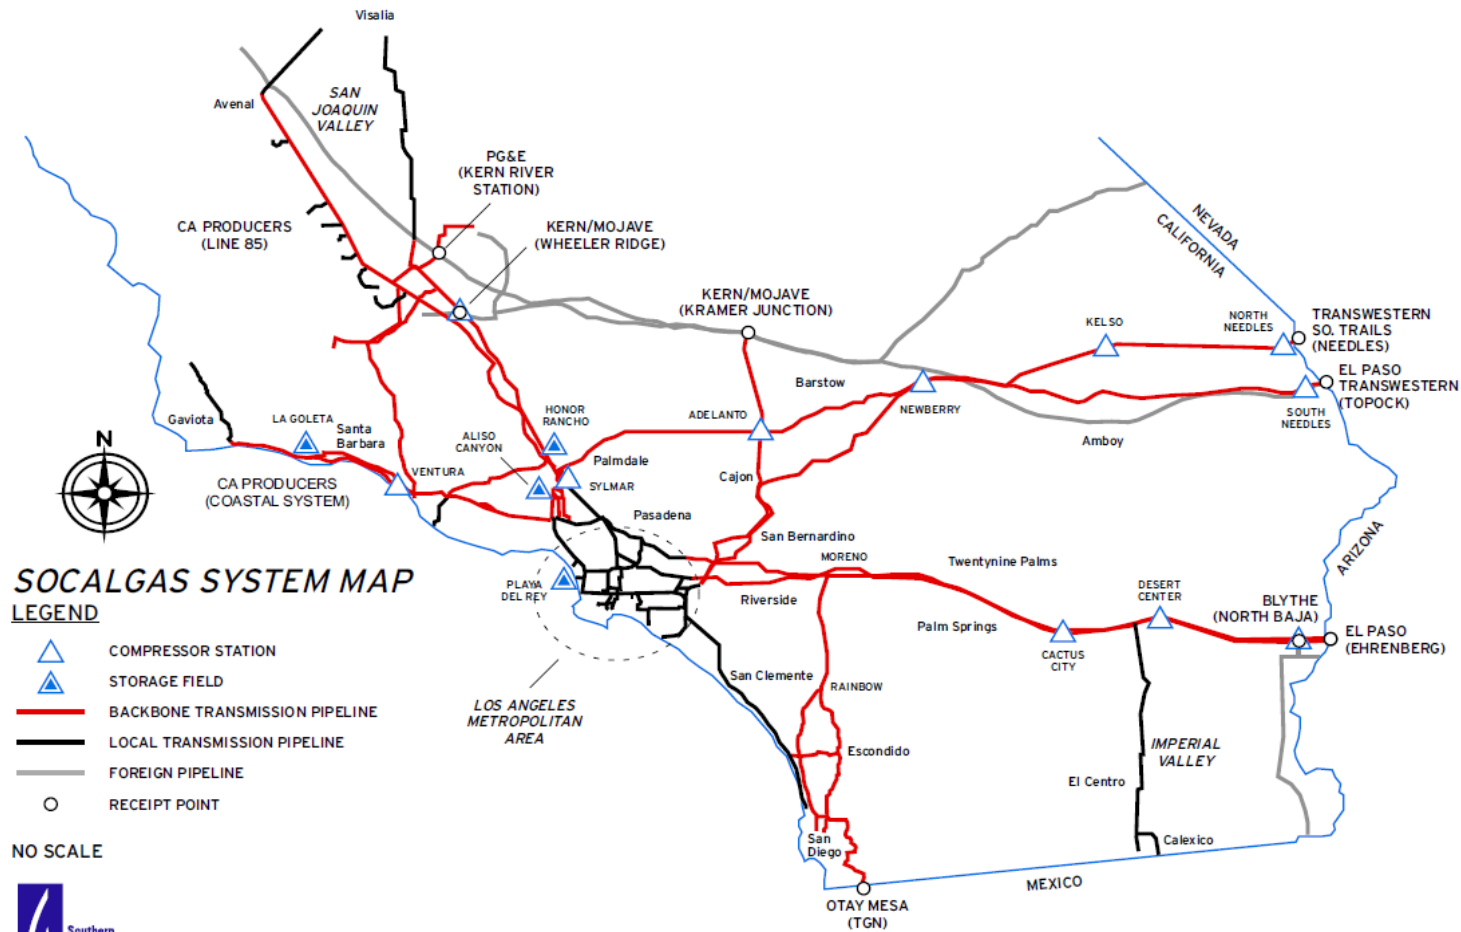 Visalia
SAN
JOAQUIN
VALLEY
Avenal
PG&E
(KERN RIVER
STATION)
CA PRODUCERS
(LINE 85)
KERN/MOJAVE
(WHEELER RIDGE)
NEVADA
CALIFORNIA
KERN/MOJAVE
(KRAMER JUNCTION)
KELSO
NORTH
NEEDLES
TRANSWESTERN
SO. TRAILS
(NEEDLES)
EL PASO
TRANSWESTERN
(TOPOCK)
Barstow
NEWBERRY
SOUTH
NEEDLES
Amboy
Gaviota
LA GOLETA
Santa
Barbara
HONOR
RANCHO
ALISO
CANYON
ADELANTO
N
VENTURA
Palmdale
SYLMAR
Cajon
CA PRODUCERS
(COASTAL SYSTEM)
Pasadena
San Bernardino
MORENO
Twentynine Palms
ARIZONA
SOCALGAS SYSTEM MAP
PLAYA
DEL REY
Riverside
Palm Springs
DESERT
CENTER
BLYTHE
(NORTH BAJA)
EL PASO
(EHRENBERG)
CACTUS
CITY
LEGEND
COMPRESSOR STATION
STORAGE FIELD
BACKBONE TRANSMISSION PIPELINE
LOCAL TRANSMISSION PIPELINE
FOREIGN PIPELINE
RECEIPT POINT
LOS ANGELES
METROPOLITAN
AREA
San Clemente
RAINBOW
Escondido
IMPERIAL
VALLEY
El Centro
Calexico
San
Diego
MEXICO
OTAY MESA
(TGN)
NO SCALE
Southern